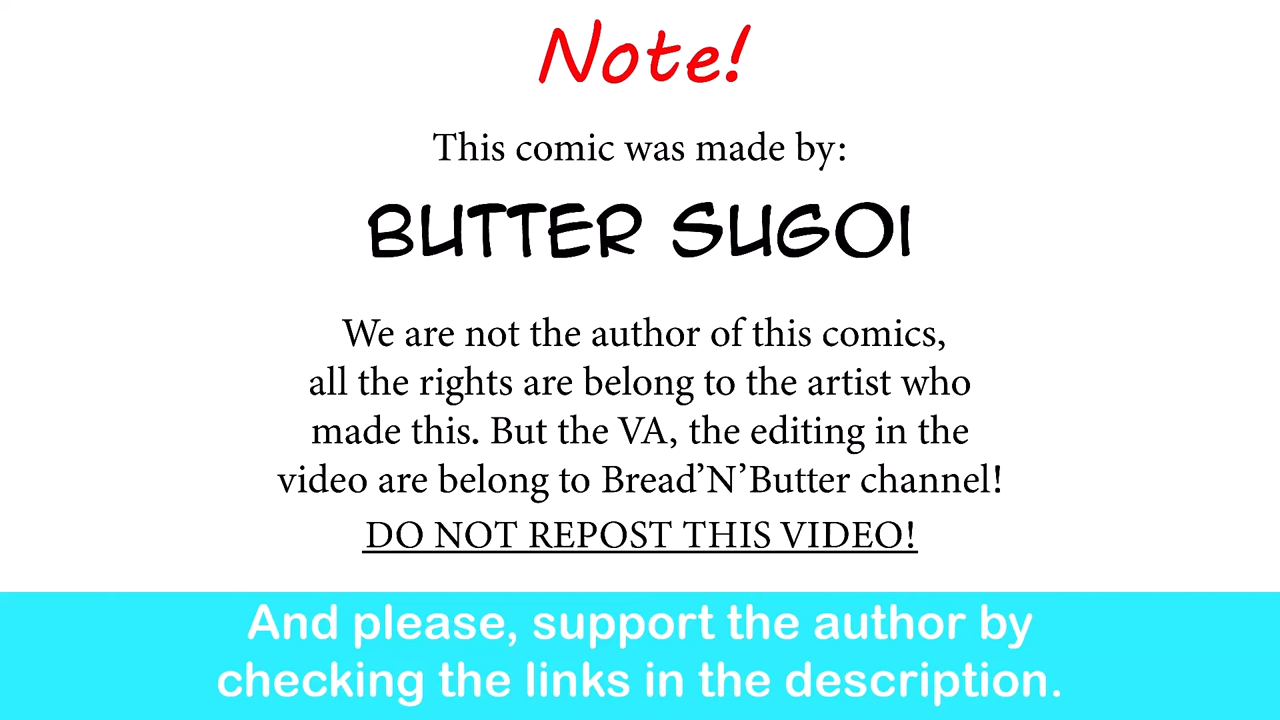 Note!
This comic was made by:
BUTTER SUGOI
We are not the author of this comics,
all the rights are belong to the artist who
made this. But the VA, the editing in the
video are belong to Bread’N’Butter channel!
DO NOT REPOST THIS VIDEO!
And please, support the author by
checking the links in the description.